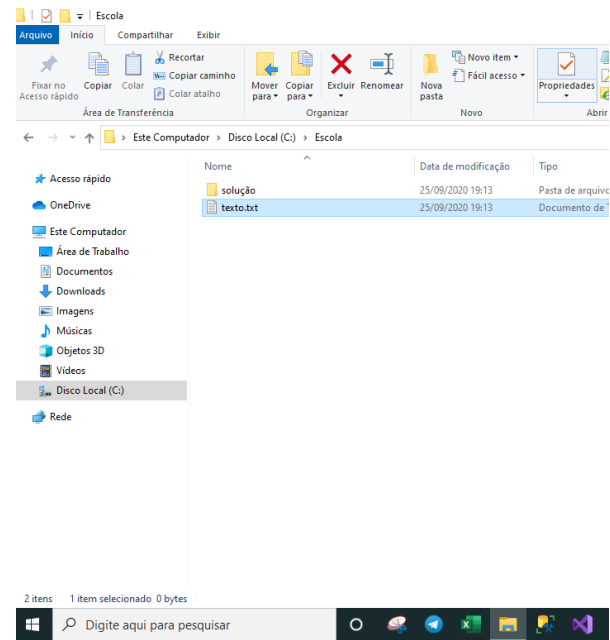 Escola
Arquivo Início Compartilhar Exibir
Fixar no Acesso rápido
Copiar
Colar
Recortar
Copiar caminho
Colar atalho
Mover para
Copiar para
Excluir
Renomear
Nova pasta
Novo item
Fácil acesso
Propriedades
Área de Transferência Organizar Novo Abrir
Este Computador > Disco Local (C:) > Escola
Nome Data de modificação Tipo
solução 25/09/2020 19:13 Pasta de arquivo
texto.txt 25/09/2020 19:13 Documento de
Acesso rápido
OneDrive
Este Computador
Área de Trabalho
Documentos
Downloads
Imagens
Músicas
Objetos 3D
Vídeos
Disco Local (C:)
Rede
2 itens 1 item selecionado 0 bytes
Digite aqui para pesquisar